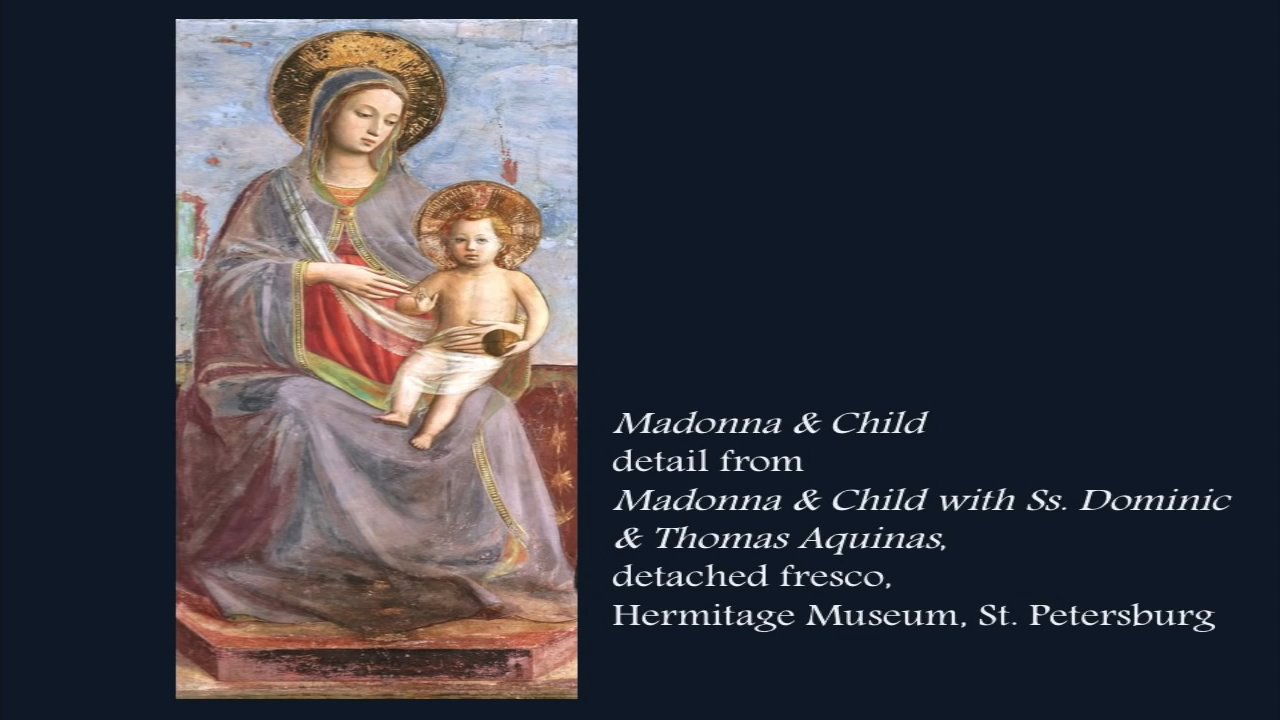 Madonna & Child
detail from
Madonna & Child with Ss. Dominic
& Thomas Aquinas,
detached fresco,
Hermitage Museum, St. Petersburg